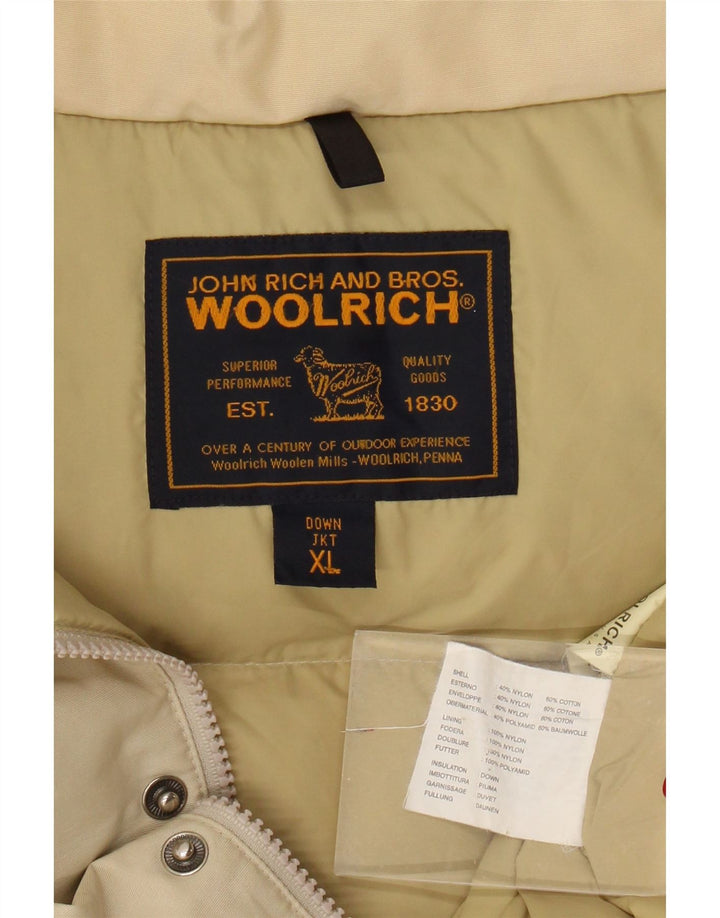 JOHN RICH AND BROS.
WOOLRICH®
SUPERIOR
PERFORMANCE
Woolrich
QUALITY
GOODS
EST. 1830
OVER A CENTURY OF OUTDOOR EXPERIENCE
Woolrich Woolen Mills -WOOLRICH, PENNA
DOWN
JKT
XL
OLRICH®
SHELL : 40% NYLON 60% COTTON
ESTERNO : 40% NYLON 60% COTONE
ENVELOPPE : 40% NYLON 60% COTON
OBERMATERIAL : 40% POLYAMID 60% BAUMWOLLE
LINING : 100% NYLON
FODERA : 100% NYLON
DOUBLURE : 100% NYLON
FUTTER : 100% POLYAMID
INSULATION : DOWN
IMBOTTITURA : PIUMA
GARNISSAGE : DUVET
FULLUNG : DAUNEN